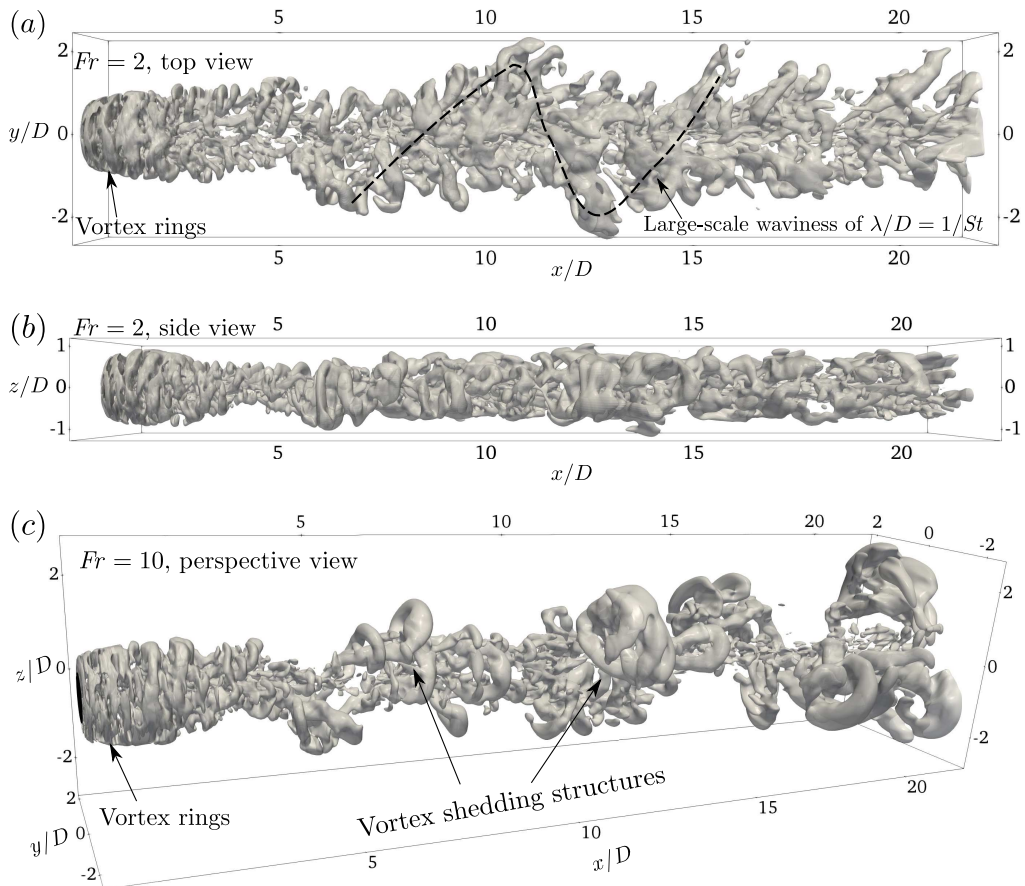 (a)
5 10 15 20
Fr = 2, top view
2
0
-2
y/D
2
0
-2
Vortex rings
Large-scale waviness of λ/D = 1/St
5 10 15 20
x/D
(b)
Fr = 2, side view
5 10 15 20
1
0
-1
z/D
1
0
-1
5 10 15 20
x/D
(c)
5 10 15 20
2 0 -2
Fr = 10, perspective view
2
0
-2
z/D
2
0
-2
Vortex rings
Vortex shedding structures
2
0
-2
y/D
5 10 15 20
x/D